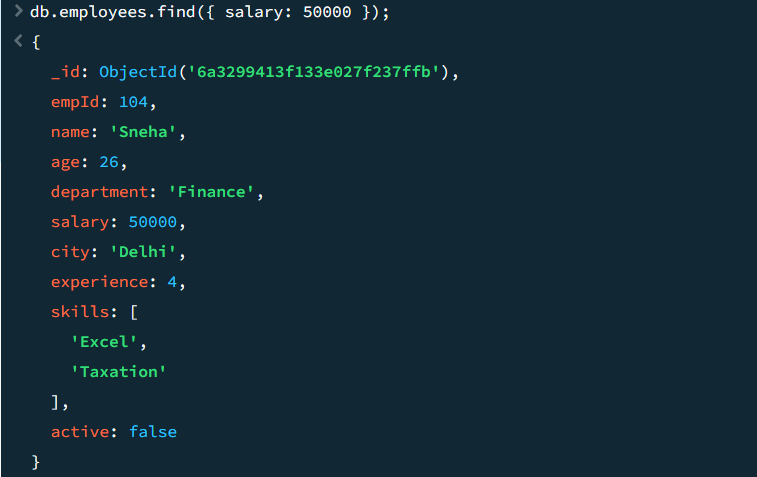 > db.employees.find({ salary: 50000 });
< {
_id: ObjectId('6a3299413f133e027f237ffb'),
empId: 104,
name: 'Sneha',
age: 26,
department: 'Finance',
salary: 50000,
city: 'Delhi',
experience: 4,
skills: [
'Excel',
'Taxation'
],
active: false
}